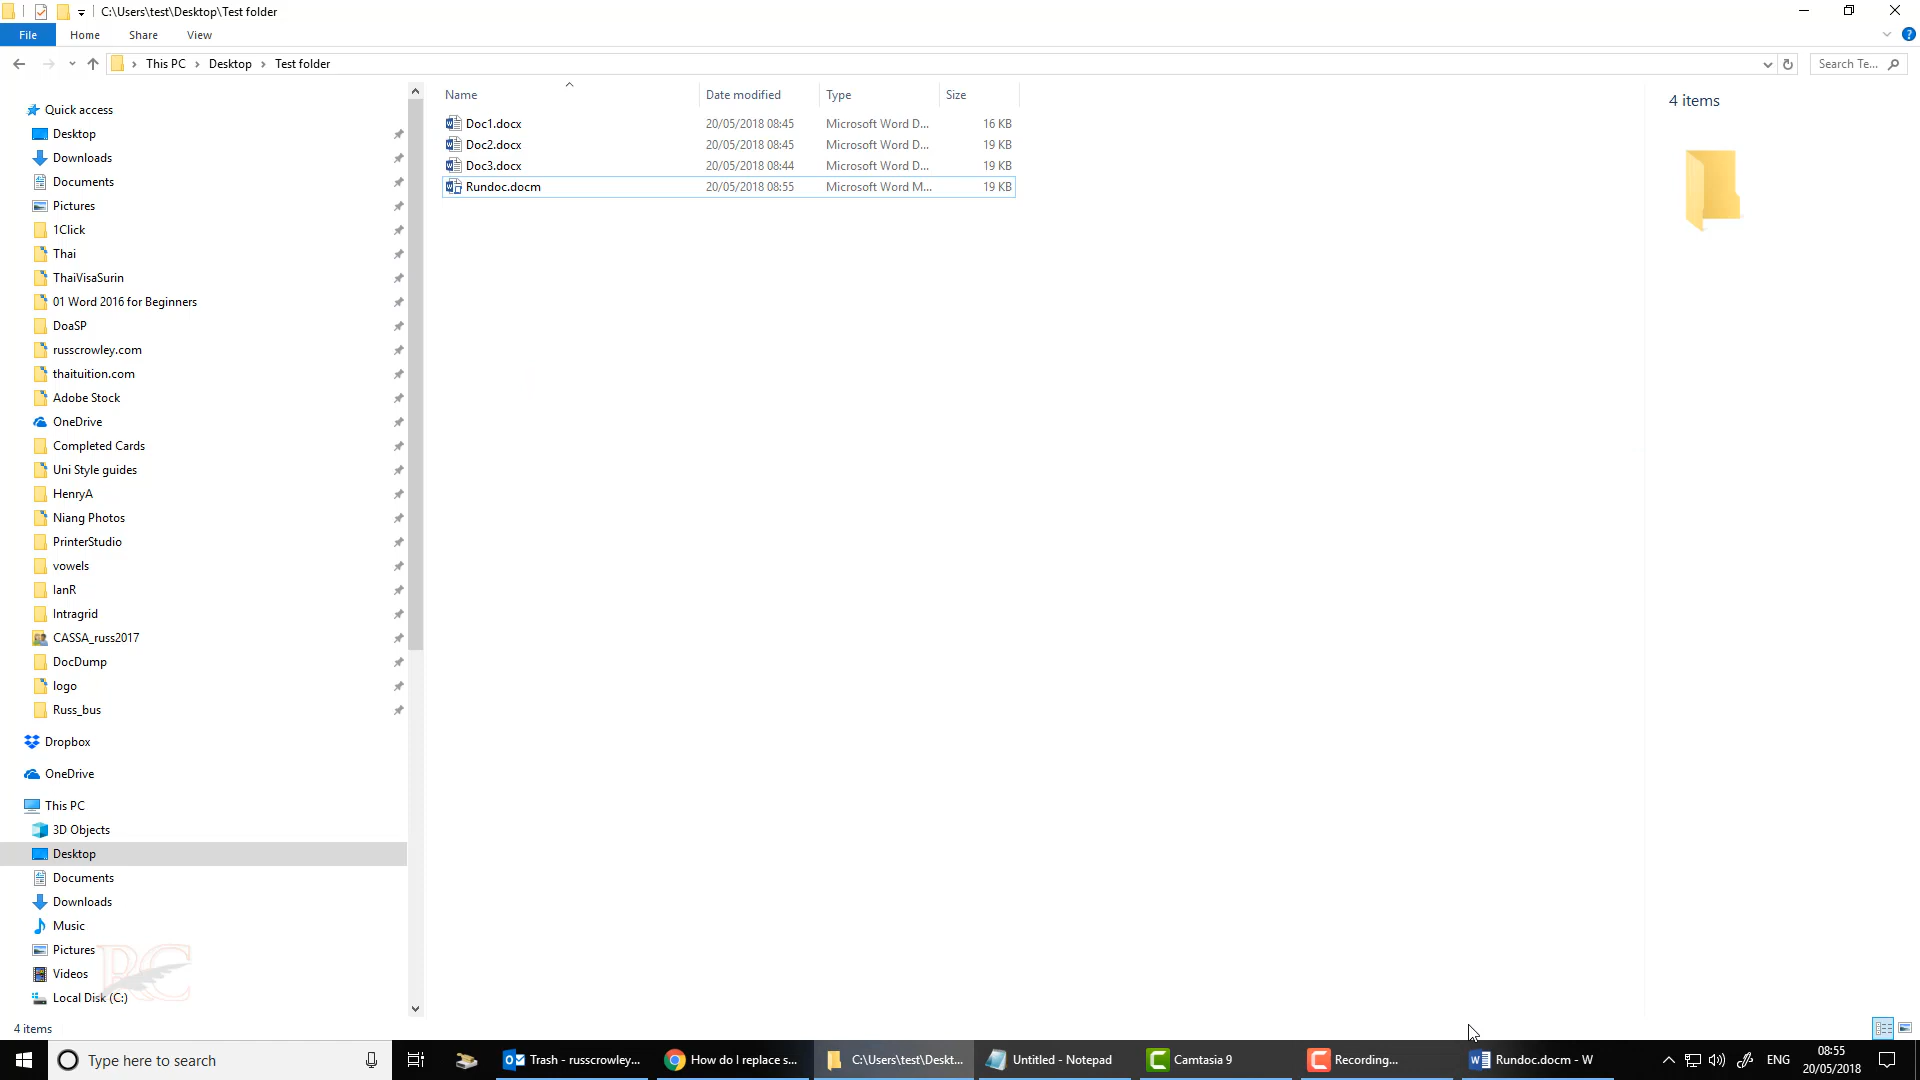 C:\Users\test\Desktop\Test folder
File Home Share View
This PC Desktop Test folder
Search Te...
Name Date modified Type Size
Doc1.docx 20/05/2018 08:45 Microsoft Word D... 16 KB
Doc2.docx 20/05/2018 08:45 Microsoft Word D... 19 KB
Doc3.docx 20/05/2018 08:44 Microsoft Word D... 19 KB
Rundoc.docm 20/05/2018 08:55 Microsoft Word M... 19 KB
4 items
Quick access
Desktop
Downloads
Documents
Pictures
1Click
Thai
ThaiVisaSurin
01 Word 2016 for Beginners
DoaSP
russcrowley.com
thaituition.com
Adobe Stock
OneDrive
Completed Cards
Uni Style guides
HenryA
Niang Photos
PrinterStudio
vowels
IanR
Intragrid
CASSA_russ2017
DocDump
logo
Russ_bus
Dropbox
OneDrive
This PC
3D Objects
Desktop
Documents
Downloads
Music
Pictures
Videos
Local Disk (C:)
RC
4 items
Type here to search
Trash - russcrowley,...
How do I replace s...
C:\Users\test\Deskt...
Untitled - Notepad
Camtasia 9
Recording...
Rundoc.docm - W
ENG
08:55
20/05/2018